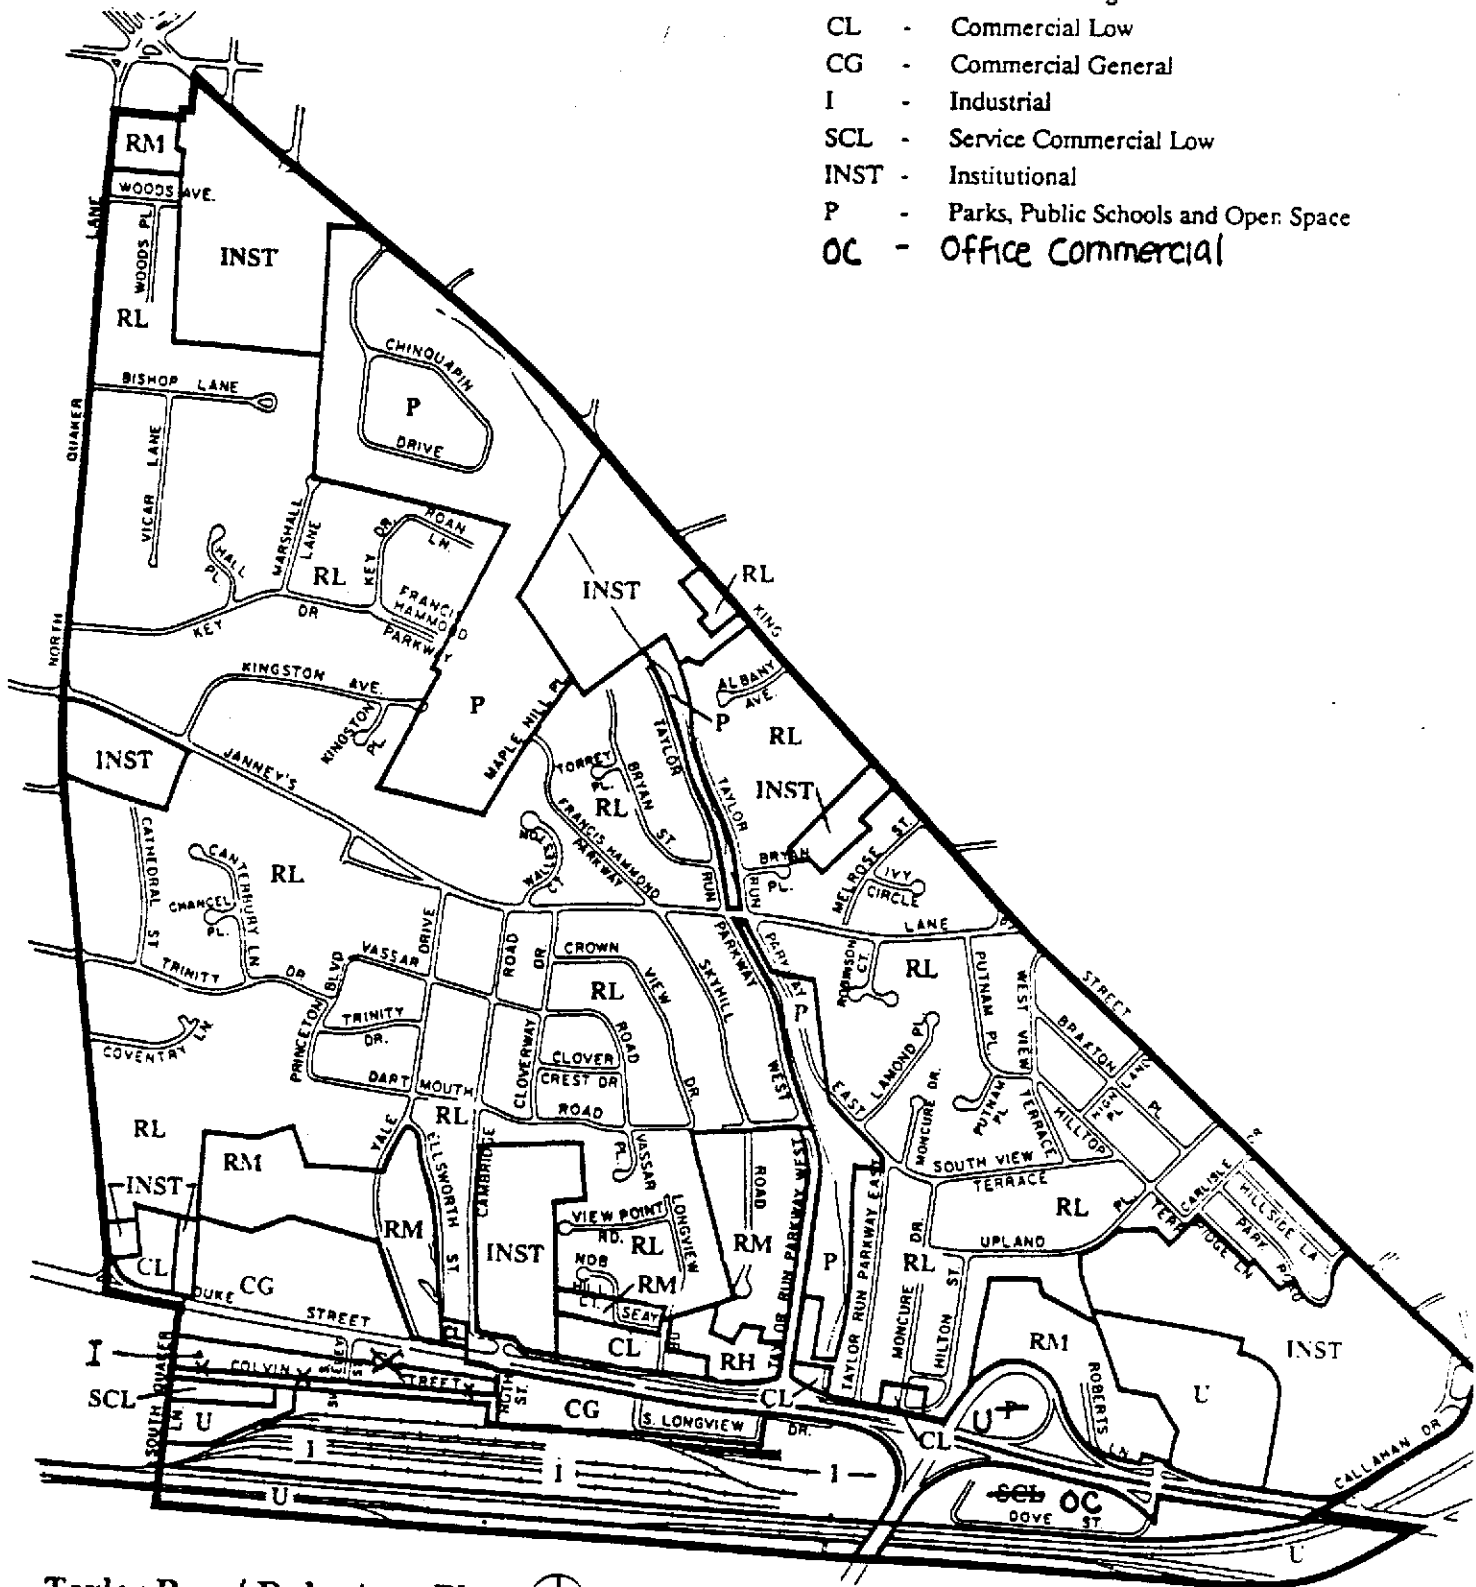 CL - Commercial Low
CG - Commercial General
I - Industrial
SCL - Service Commercial Low
INST - Institutional
P - Parks, Public Schools and Open Space
OC - Office Commercial
RM
WOODS AVE.
LANE
WOODS PL
INST
RL
CHINQUAPIN
DRIVE
P
BISHOP LANE
QUAKER
VICAR LANE
NORTH
HALL PL
MARSHALL LANE
ROAN LN.
KEY DR.
RL
FRANCIS HAMMOND PARKWAY
KEY DR
INST
RL
KING
KINGSTON AVE.
KINGSTON PL
P
MAPLE HILL PL
ALBANY AVE.
P
RL
INST
JANNEY'S
TORREY PL.
BRYAN ST
RL
TAYLOR RUN
TAYLOR RUN
INST
FRANCIS HAMMOND PARKWAY
WALLESTON CT
BRYAN PL.
MELROSE ST.
IVY CIRCLE
CATHEDRAL ST
CANTERBURY LN
CHANCEL PL.
RL
LANE
TRINITY DR
VASSAR DRIVE
ROAD
DR
CROWN VIEW DR
RL
SKYHILL
PARKWAY WEST
PARKWAY EAST
ROBINSON CT.
RL
PUTNAM PL
WEST VIEW TERRACE
STREET
BRAXTON PL
COVENTRY LN.
PRINCETON BLVD
TRINITY DR.
CLOVERWAY
CLOVER
CREST DR
ROAD
P
LAMOND PL
MONCURE DR.
PUTNAM PL
HIGH PL
LANE
HILLTOP
DARTMOUTH ROAD
RL
YALE
ELLSWORTH ST.
CAMBRIDGE
VASSAR PL.
SOUTH VIEW TERRACE
CARLISLE DR
HILLSIDE LA
PARK ROAD
RIDGE LN
RL
RM
INST
RM
INST
VIEW POINT RD.
LONGVIEW
RL
NOB HILL CT.
RM
SEAY
ROAD
RM
TAYLOR RUN PARKWAY WEST
P
TAYLOR RUN PARKWAY EAST
MONCURE DR.
RL
HILTON ST.
UPLAND PL
RL
CL
CG
DUKE STREET
CL
CL
RH
RM
INST
U
ROBERTS LN.
I
COLVIN STREET
SCL
SOUTH QUAKER LN.
U
CG
S. LONGVIEW DR.
CL
CL
U
CALLAHAN DR
I
I
I
U
SCL OC
DOVE ST
U